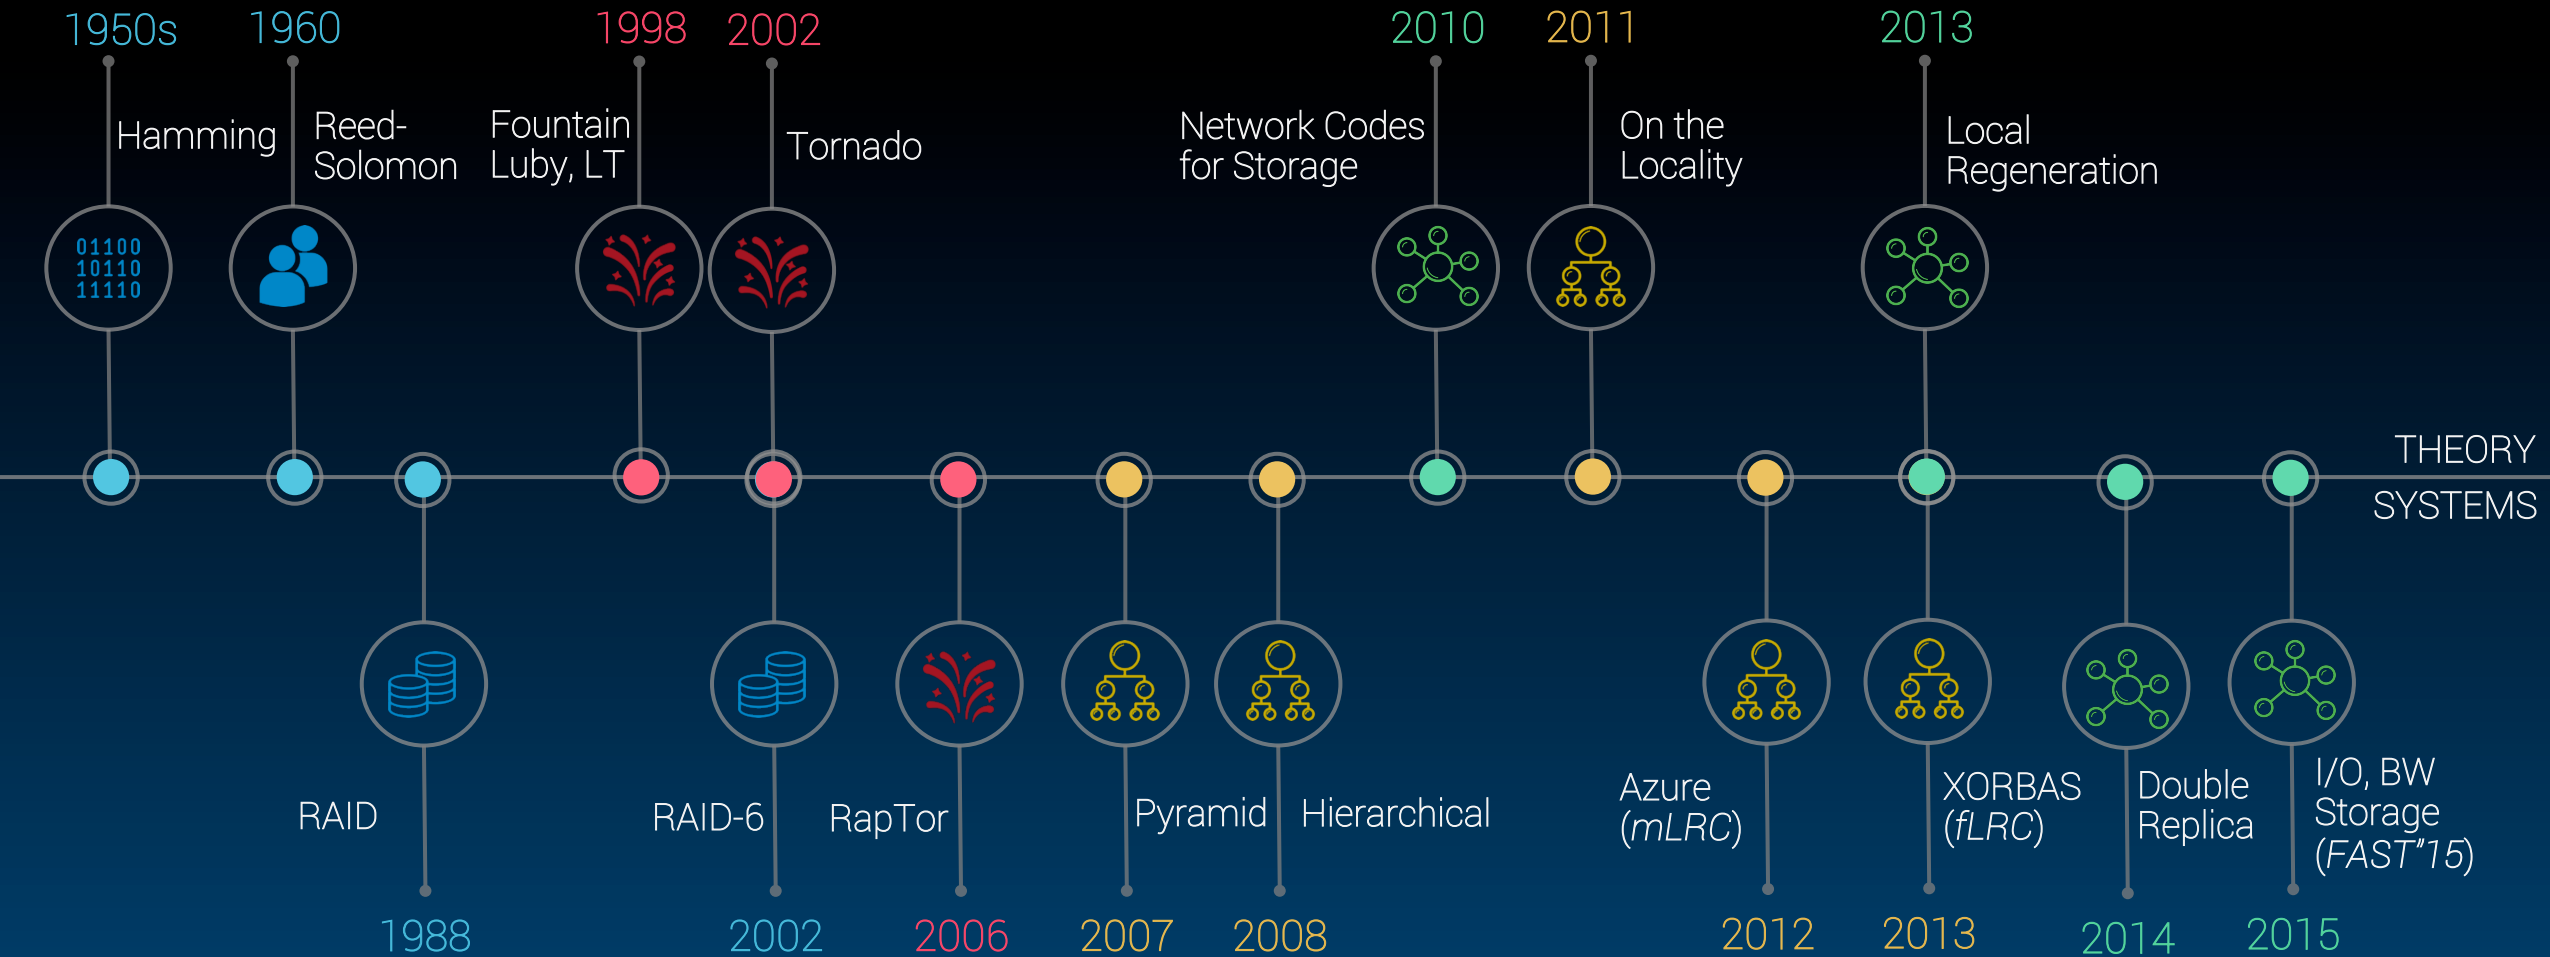 1950s
1960
1998
2002
2010
2011
2013
Hamming
Reed-
Solomon
Fountain
Luby, LT
Tornado
Network Codes
for Storage
On the
Locality
Local
Regeneration
01100
10110
11110
THEORY
SYSTEMS
RAID
RAID-6
RapTor
Pyramid
Hierarchical
Azure
(mLRC)
XORBAS
(fLRC)
Double
Replica
I/O, BW
Storage
(FAST"15)
1988
2002
2006
2007
2008
2012
2013
2014
2015